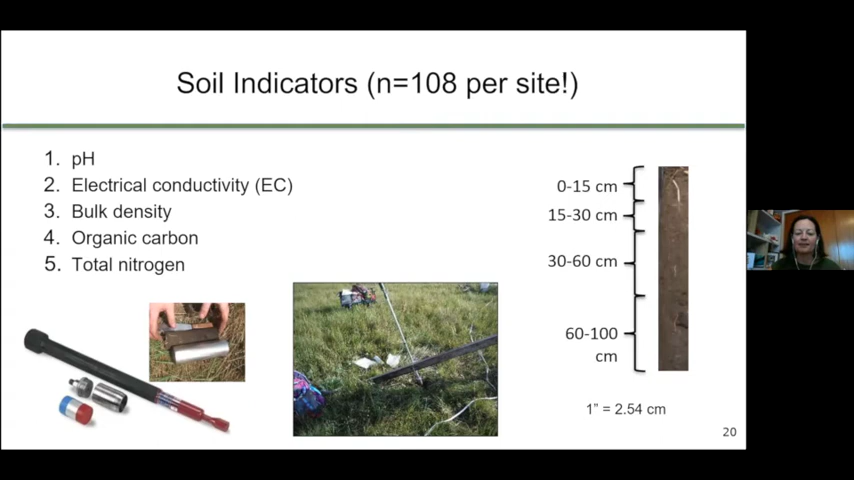 Soil Indicators (n=108 per site!)
1. pH
2. Electrical conductivity (EC)
3. Bulk density
4. Organic carbon
5. Total nitrogen
0-15 cm
15-30 cm
30-60 cm
60-100
cm
1" = 2.54 cm
20